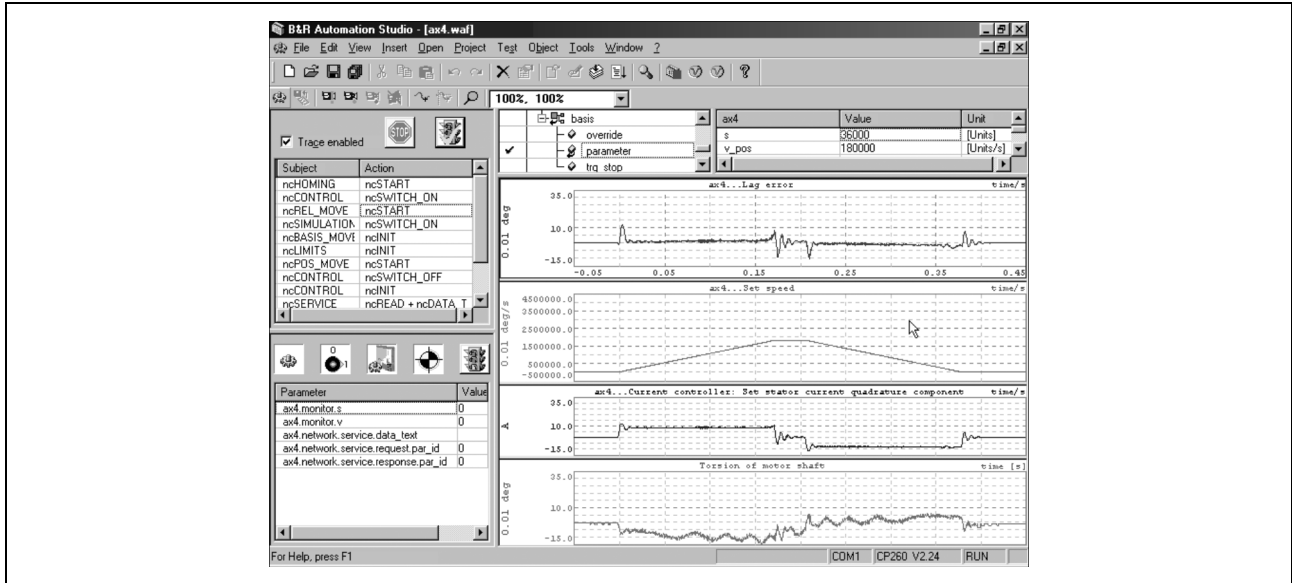 B&R Automation Studio - [ax4.waf]
File Edit View Insert Open Project Test Object Tools Window ?
100%, 100%
Trace enabled
STOP
Subject Action
ncHOMING ncSTART
ncCONTROL ncSWITCH_ON
ncREL_MOVE ncSTART
ncSIMULATION ncSWITCH_ON
ncBASIS_MOVE ncINIT
ncLIMITS ncINIT
ncPOS_MOVE ncSTART
ncCONTROL ncSWITCH_OFF
ncCONTROL ncINIT
ncSERVICE ncREAD + ncDATA_T
basis
override
parameter
trg_stop
ax4 Value Unit
s 36000 [Units]
v_pos 180000 [Units/s]
ax4...Lag error time/s
0.01 deg
35.0
10.0
-15.0
-0.05 0.05 0.15 0.25 0.35 0.45
ax4...Set speed time/s
0.01 deg/s
4500000.0
3500000.0
2500000.0
1500000.0
500000.0
-500000.0
ax4...Current controller: Set stator current quadrature component time/s
A
35.0
10.0
-15.0
Torsion of motor shaft time [s]
0.01 deg
35.0
10.0
-15.0
0
1
Parameter Value
ax4.monitor.s 0
ax4.monitor.v 0
ax4.network.service.data_text
ax4.network.service.request.par_id 0
ax4.network.service.response.par_id 0
For Help, press F1
COM1 CP260 V2.24 RUN